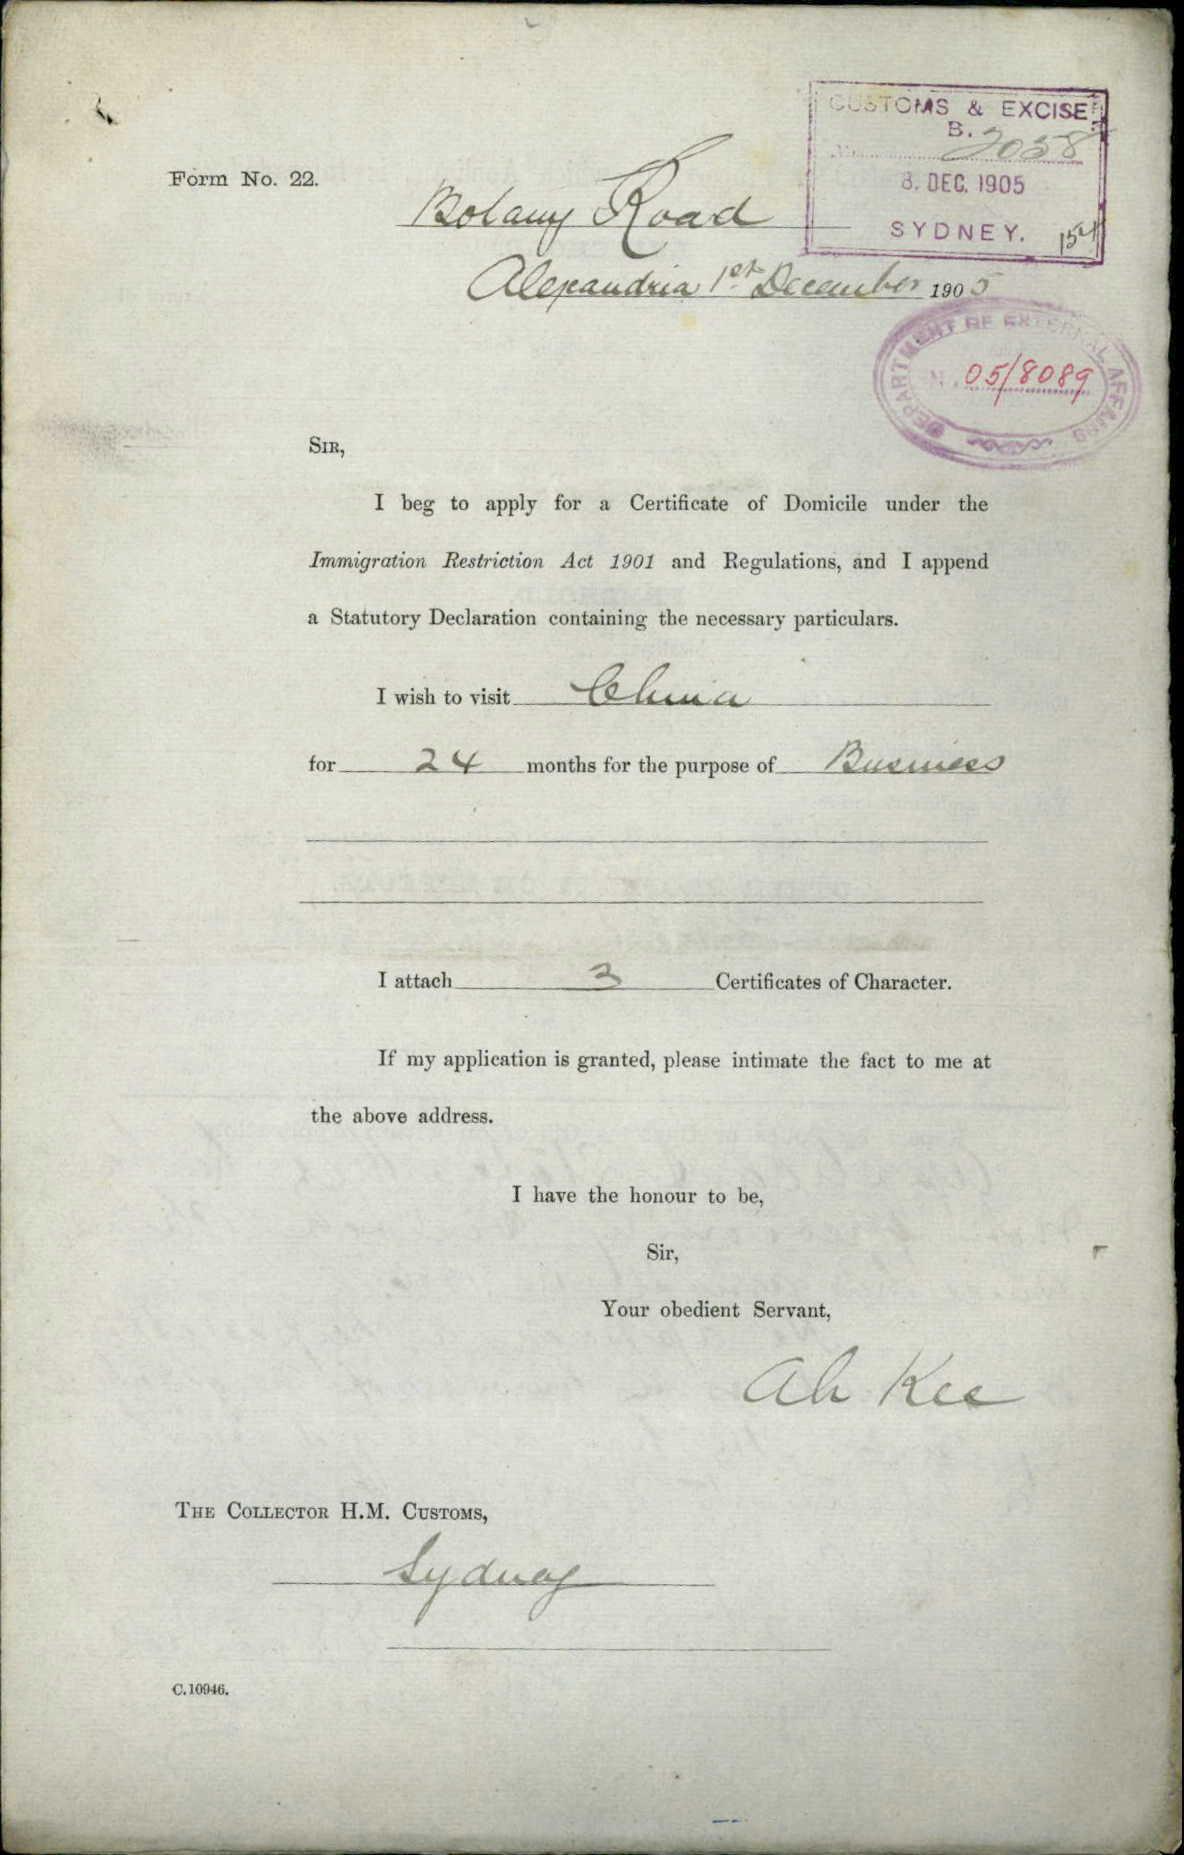 CUSTOMS & EXCISE
B.
2058
8. DEC. 1905
SYDNEY.
Form No. 22.
Botany Road
Alexandria 1st December 1905
DEPARTMENT OF EXTERNAL AFFAIRS
N. 05/8089
SIR,
I beg to apply for a Certificate of Domicile under the
Immigration Restriction Act 1901 and Regulations, and I append
a Statutory Declaration containing the necessary particulars.
I wish to visit China
for 24 months for the purpose of Business
I attach 3 Certificates of Character.
If my application is granted, please intimate the fact to me at
the above address.
I have the honour to be,
Sir,
Your obedient Servant,
Ah Kee
THE COLLECTOR H.M. CUSTOMS,
Sydney
C.10946.